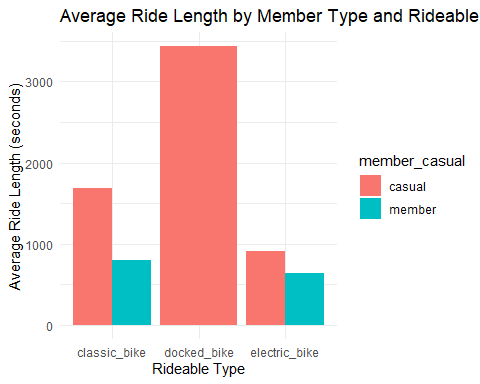 Average Ride Length by Member Type and Rideable
Average Ride Length (seconds)
3000
2000
1000
0
classic_bike docked_bike electric_bike
Rideable Type
member_casual
casual
member